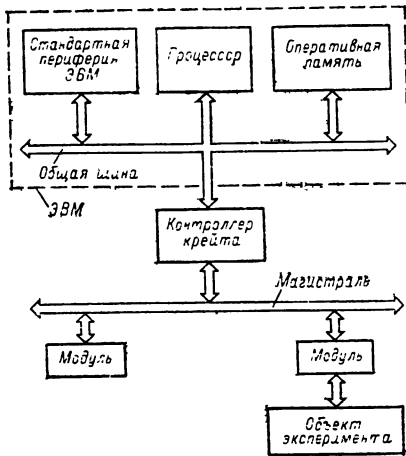 Стандартная
периферия
ЭВМ
Процессор
Оперативная
память
Общая шина
ЭВМ
Контроллер
крейта
Магистраль
Модуль
Модуль
Объект
эксперимента